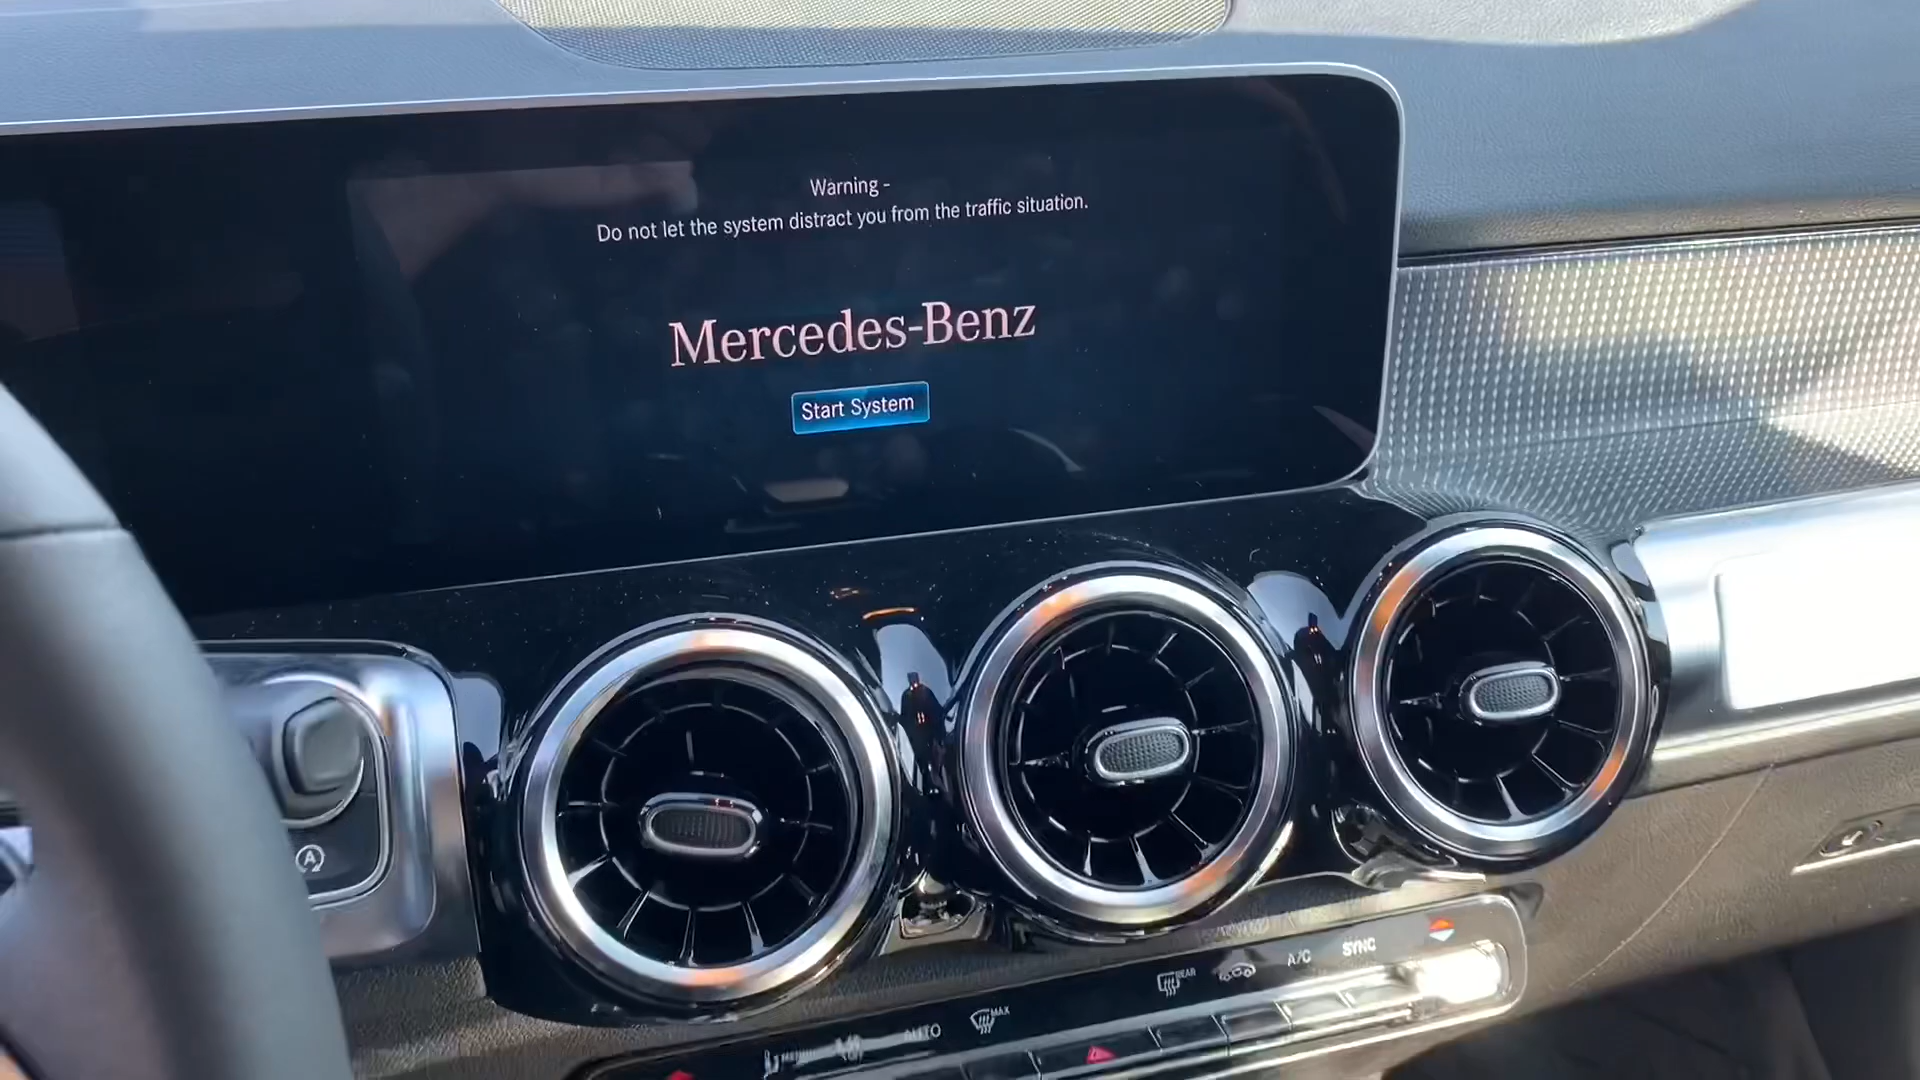 Warning -
Do not let the system distract you from the traffic situation.
Mercedes-Benz
Start System
A
REAR
A/C
SYNC
AUTO
MAX